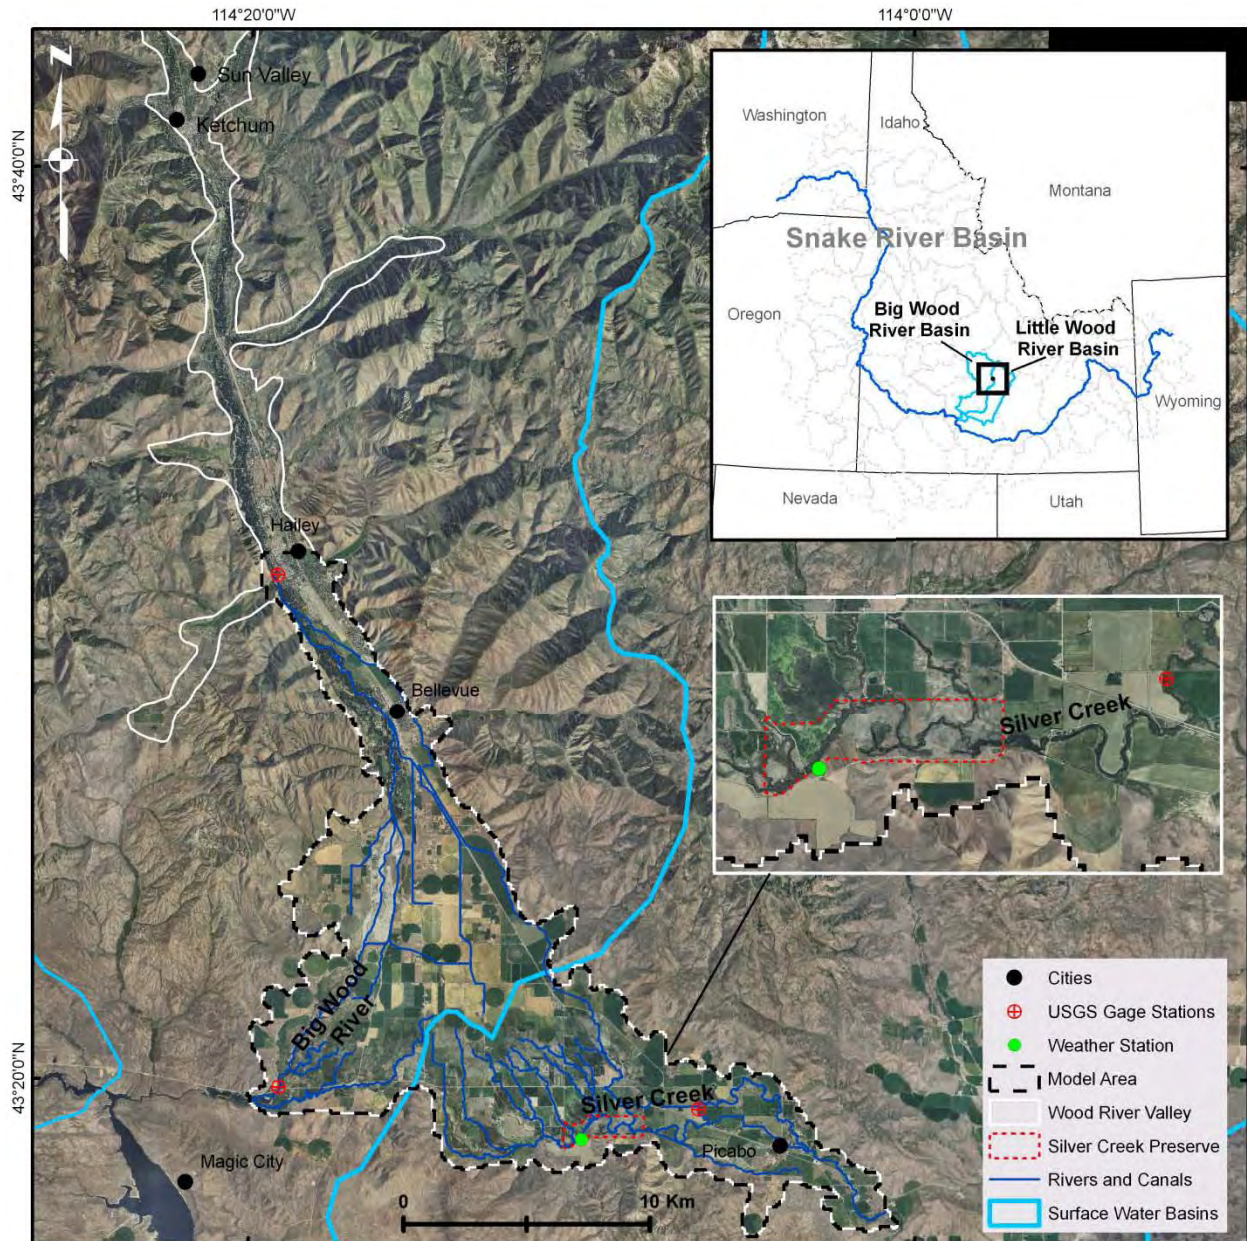 114°20'0"W
114°0'0"W
43°40'0"N
43°20'0"N
N
Sun Valley
Ketchum
Hailey
Bellevue
Big Wood
River
Silver Creek
Picabo
Magic City
0
10 Km
Washington
Idaho
Montana
Snake River Basin
Oregon
Big Wood
River Basin
Little Wood
River Basin
Wyoming
Nevada
Utah
Silver Creek
Cities
USGS Gage Stations
Weather Station
Model Area
Wood River Valley
Silver Creek Preserve
Rivers and Canals
Surface Water Basins